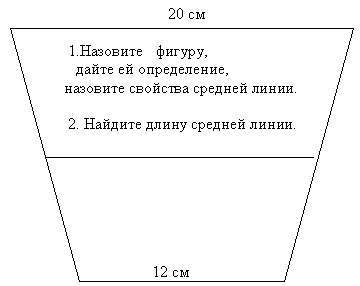 20 см
1.Назовите фигуру,
дайте ей определение,
назовите свойства средней линии.
2. Найдите длину средней линии.
12 см